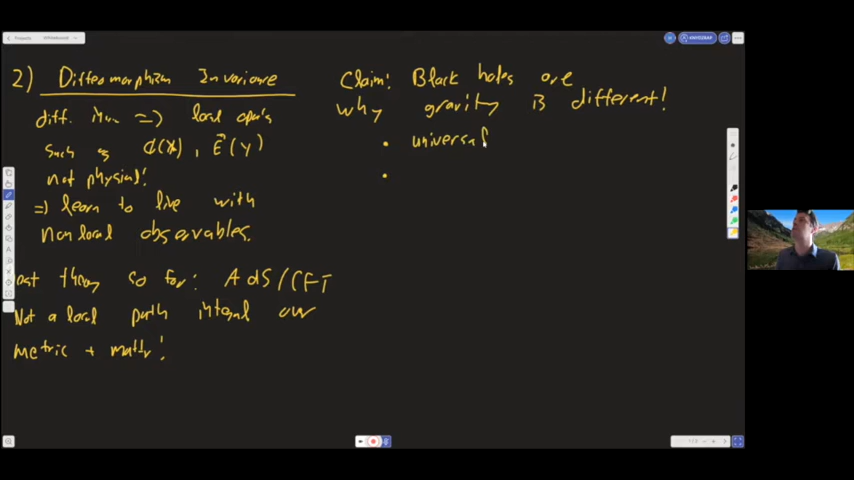 2) Diffeomorphism Invariance
diff. inv. => local op's
such as φ(x), E(y)
not physical!
=> learn to live with
nonlocal observables.
est theory so far: AdS/CFT
Not a local path integral over
metric + matter!
Claim: Black holes are
why gravity is different!
• universal
•